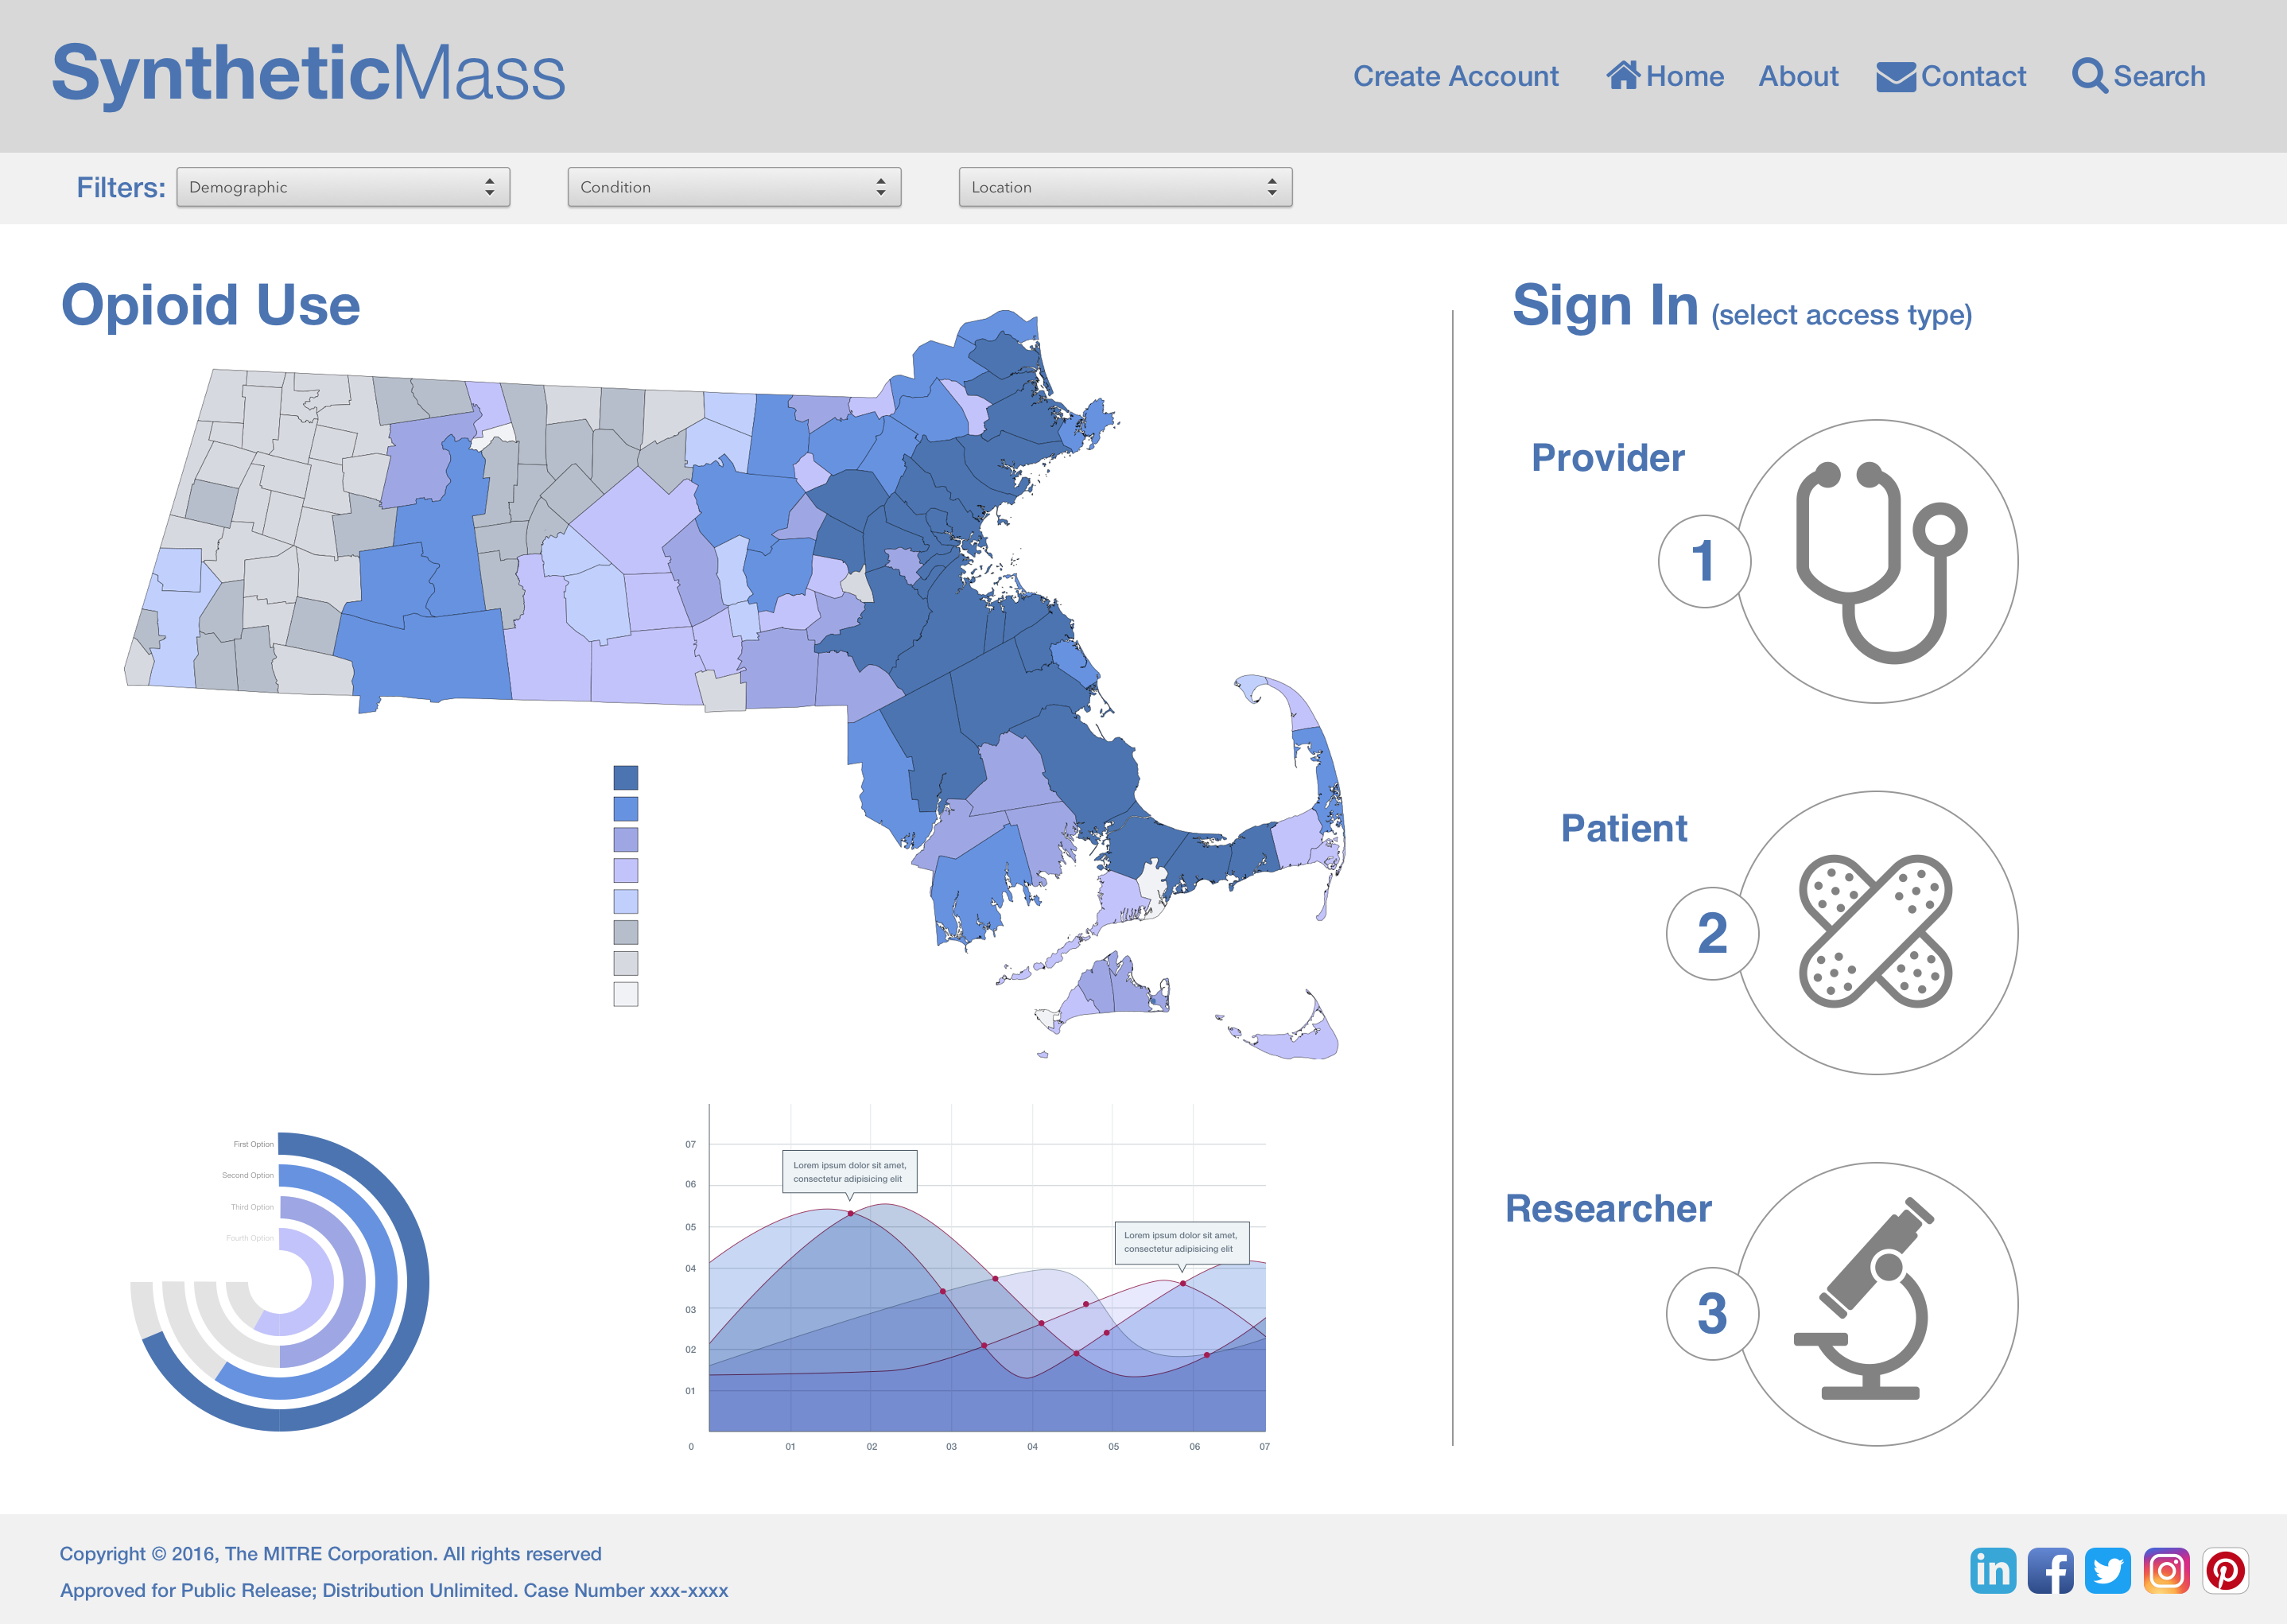 SyntheticMass
Create Account Home About Contact Search
Filters: Demographic Condition Location
Opioid Use
Sign In (select access type)
Provider
1
Patient
2
Researcher
3
First Option
Second Option
Third Option
Fourth Option
07
06
05
04
03
02
01
0 01 02 03 04 05 06 07
Lorem ipsum dolor sit amet,
consectetur adipisicing elit
Lorem ipsum dolor sit amet,
consectetur adipisicing elit
Copyright © 2016, The MITRE Corporation. All rights reserved
Approved for Public Release; Distribution Unlimited. Case Number xxx-xxxx
in f